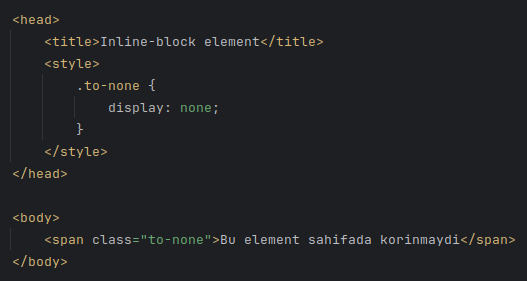 <head>
    <title>Inline-block element</title>
    <style>
        .to-none {
            display: none;
        }
    </style>
</head>

<body>
    <span class="to-none">Bu element sahifada korinmaydi</span>
</body>